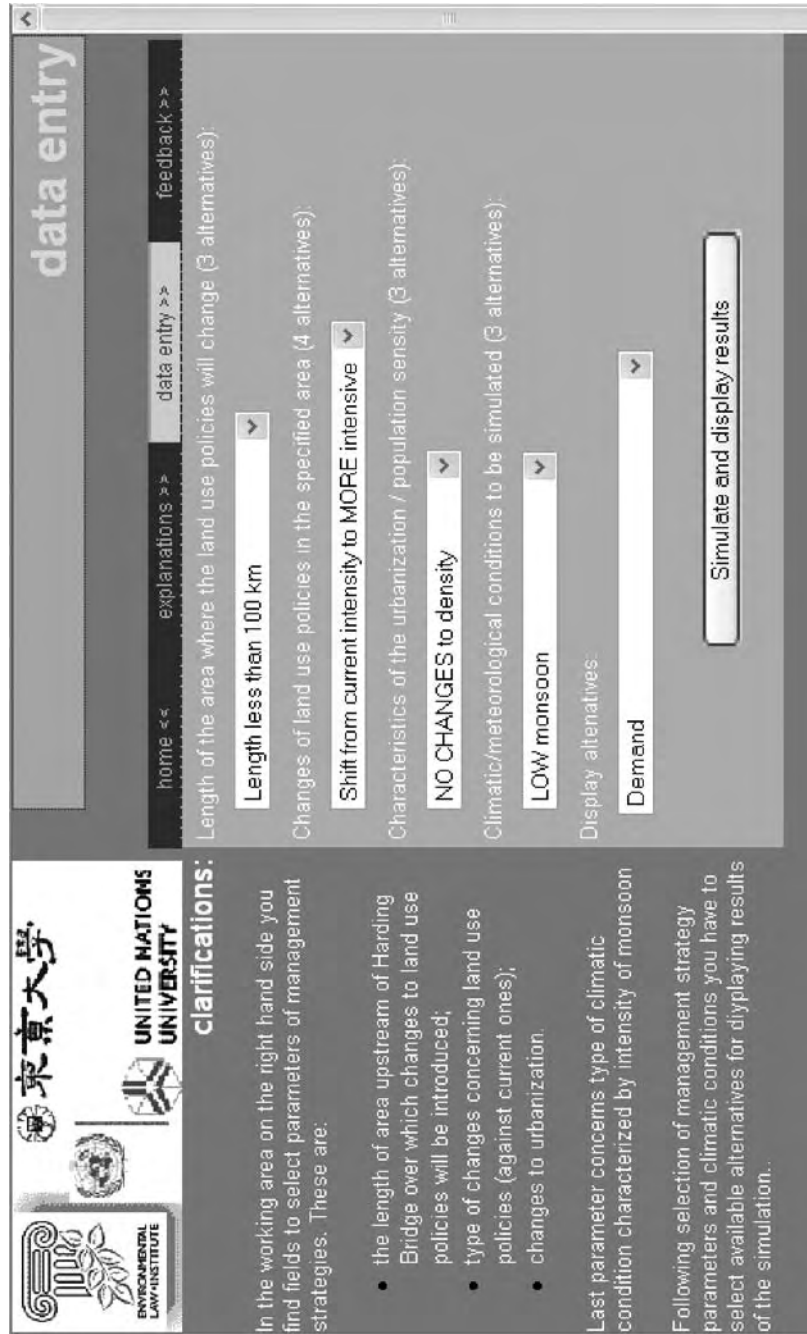 ENVIRONMENTAL
LAW•INSTITUTE
東京大学
UNITED NATIONS
UNIVERSITY
data entry
home <<
explanations >>
data entry >>
feedback >>
clarifications:
In the working area on the right hand side you
find fields to select parameters of management
strategies. These are:
• the length of area upstream of Harding
Bridge over which changes to land use
policies will be introduced;
• type of changes concerning land use
policies (against current ones);
• changes to urbanization.
Last parameter concerns type of climatic
condition characterized by intensity of monsoon
Following selection of management strategy
parameters and climatic conditions you have to
select available alternatives for diyplaying results
of the simulation..
Length of the area where the land use policies will change (3 alternatives):
Length less than 100 km
Changes of land use policies in the specified area (4 alternatives):
Shift from current intensity to MORE intensive
Characteristics of the urbanization / population sensity (3 alternatives):
NO CHANGES to density
Climatic/meteorological conditions to be simulated (3 alternatives):
LOW monsoon
Display altenatives:
Demand
Simulate and display results